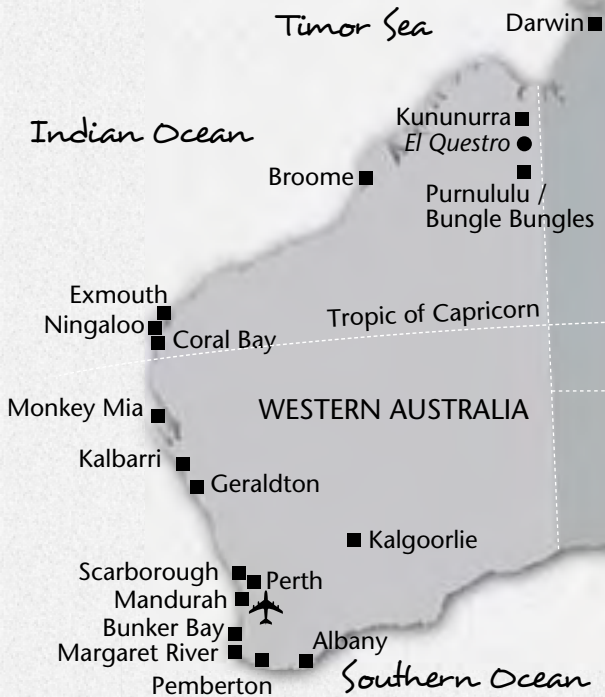 Timor Sea
Darwin
Indian Ocean
Kununurra
El Questro
Broome
Purnululu /
Bungle Bungles
Exmouth
Ningaloo
Coral Bay
Tropic of Capricorn
Monkey Mia
WESTERN AUSTRALIA
Kalbarri
Geraldton
Kalgoorlie
Scarborough
Perth
Mandurah
Bunker Bay
Margaret River
Albany
Pemberton
Southern Ocean